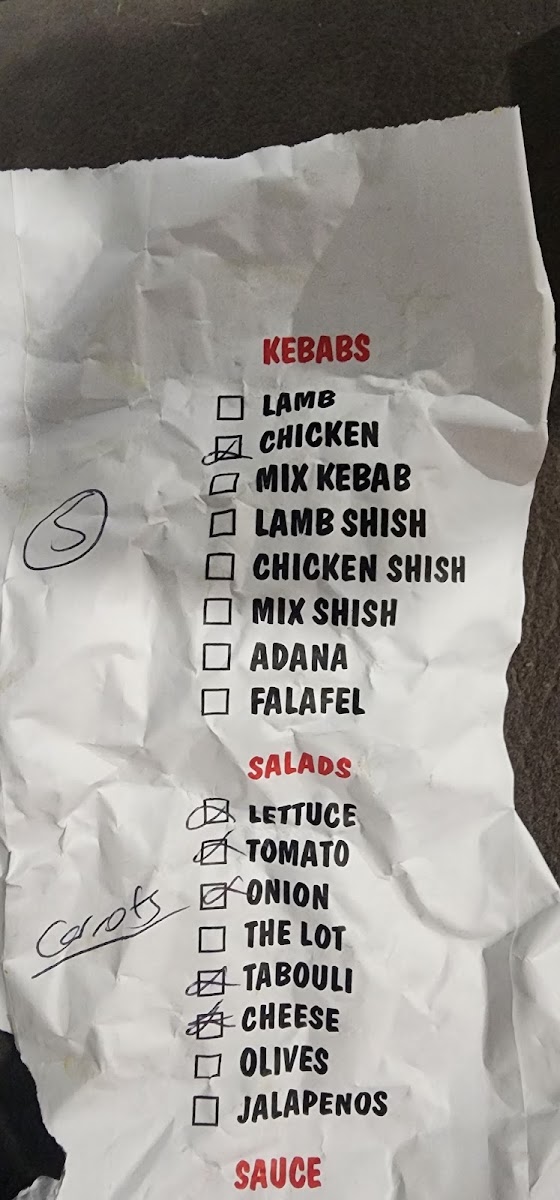 KEBABS
LAMB
CHICKEN
MIX KEBAB
LAMB SHISH
S
CHICKEN SHISH
MIX SHISH
ADANA
FALAFEL
SALADS
LETTUCE
TOMATO
ONION
Carrots
THE LOT
TABOULI
CHEESE
OLIVES
JALAPENOS
SAUCE